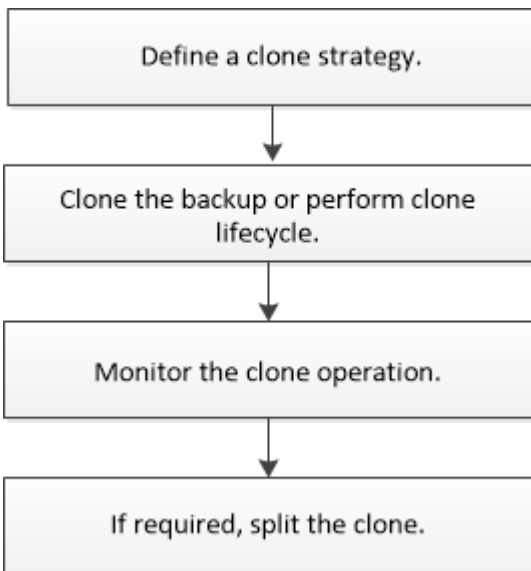 Define a clone strategy.
Clone the backup or perform clone
lifecycle.
Monitor the clone operation.
If required, split the clone.